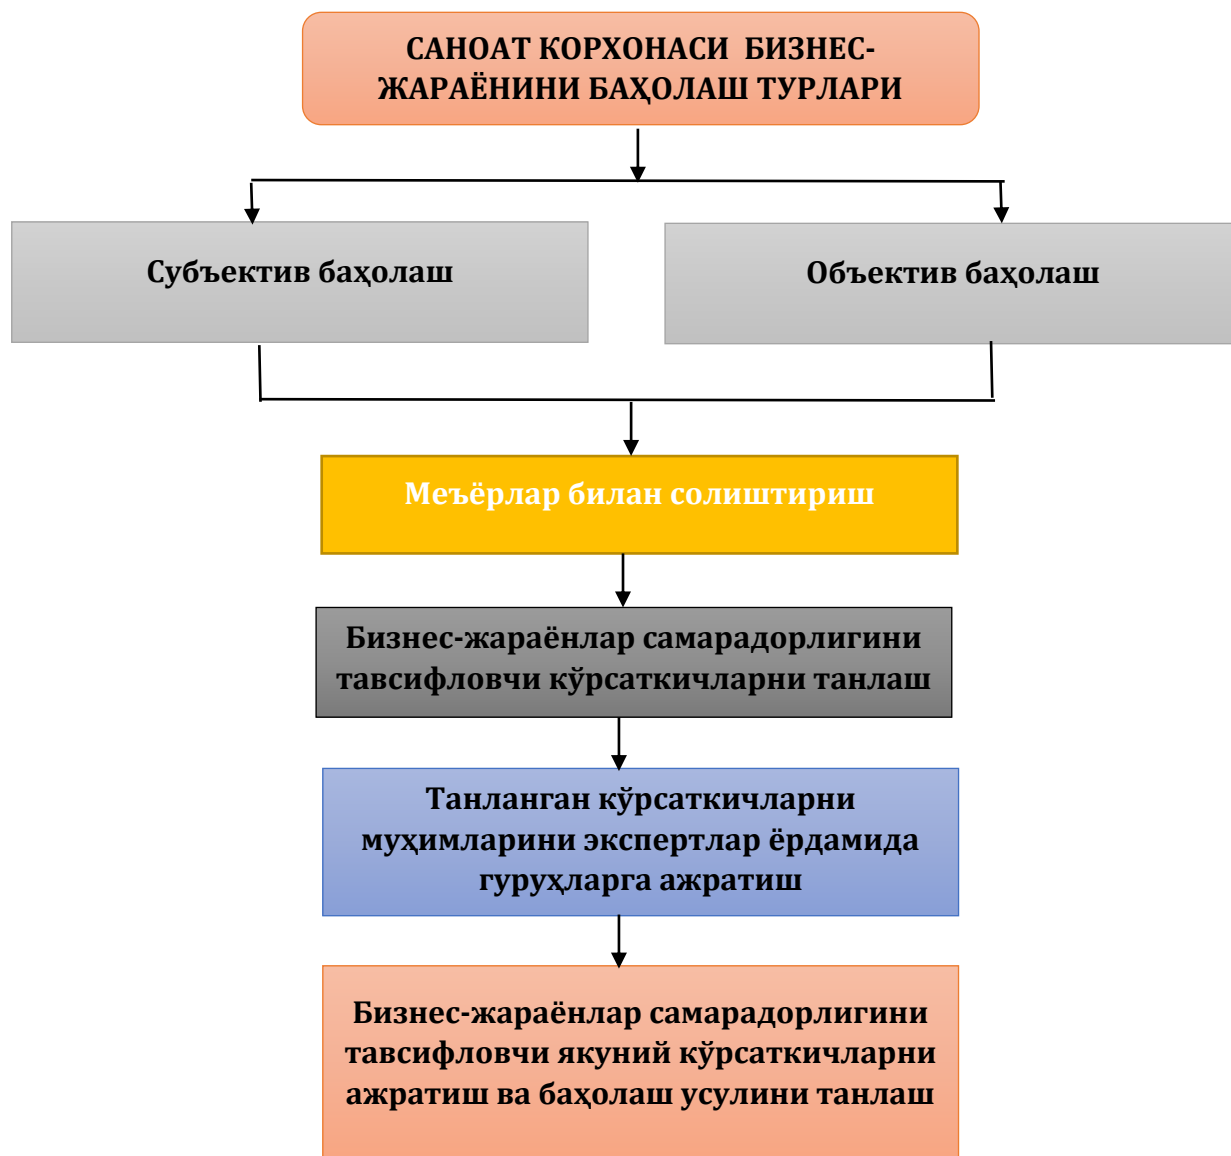 САНОАТ КОРХОНАСИ БИЗНЕС-
ЖАРАЁНИНИ БАҲОЛАШ ТУРЛАРИ
Субъектив баҳолаш
Объектив баҳолаш
Меъёрлар билан солиштириш
Бизнес-жараёнлар самарадорлигини
тавсифловчи кўрсаткичларни танлаш
Танланган кўрсаткичларни
муҳимларини экспертлар ёрдамида
гуруҳларга ажратиш
Бизнес-жараёнлар самарадорлигини
тавсифловчи якуний кўрсаткичларни
ажратиш ва баҳолаш усулини танлаш